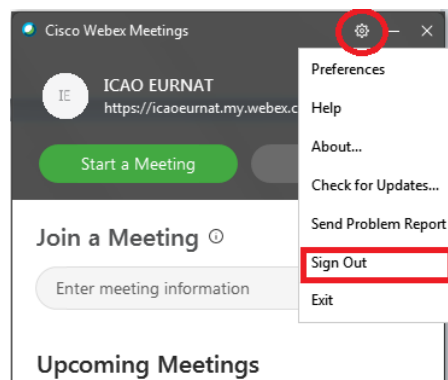 Cisco Webex Meetings
IE
ICAO EURNAT
https://icaoeurnat.my.webex.c
Start a Meeting
Join a Meeting
Enter meeting information
Upcoming Meetings
Preferences
Help
About...
Check for Updates...
Send Problem Report
Sign Out
Exit